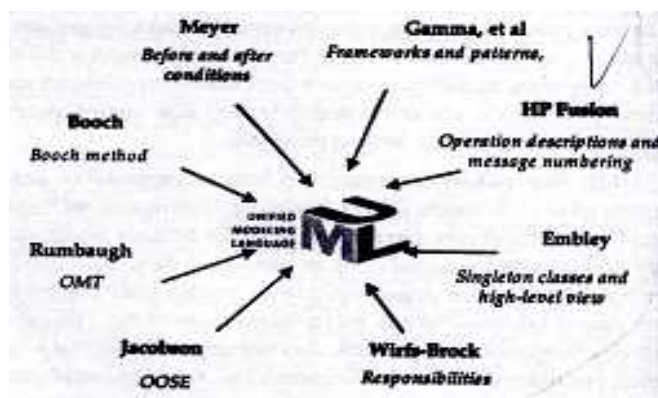 Meyer
Before and after
conditions
Gamma, et al
Frameworks and patterns,
HP Fusion
Operation descriptions and
message numbering
Booch
Booch method
UNIFIED
MODELING
LANGUAGE
UML
Embley
Singleton classes and
high-level view
Rumbaugh
OMT
Jacobson
OOSE
Wirfs-Brock
Responsibilities